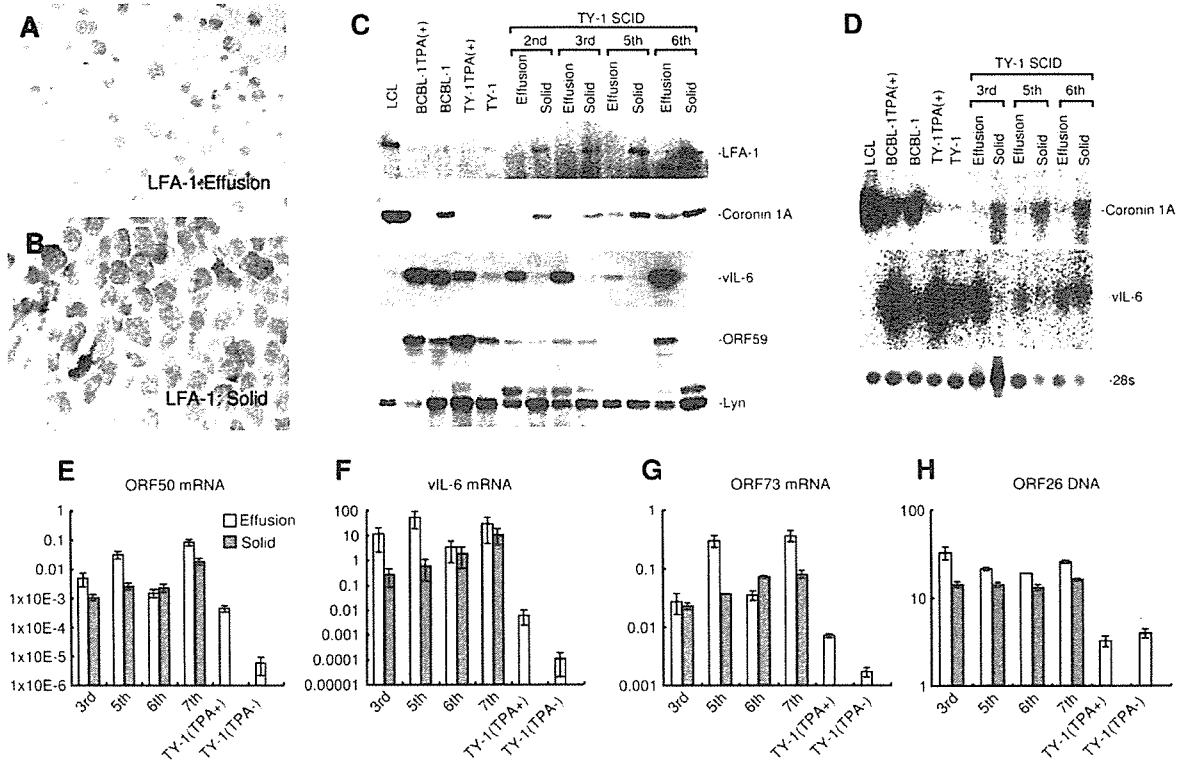 A
LFA-1:Effusion
B
LFA-1: Solid
C
TY-1 SCID
2nd 3rd 5th 6th
LCL
BCBL-1TPA(+)
BCBL-1
TY-1TPA(+)
TY-1
Effusion
Solid
Effusion
Solid
Effusion
Solid
Effusion
Solid
-LFA-1
-Coronin 1A
-vIL-6
-ORF59
-Lyn
D
TY-1 SCID
3rd 5th 6th
LCL
BCBL-1TPA(+)
BCBL-1
TY-1TPA(+)
TY-1
Effusion
Solid
Effusion
Solid
Effusion
Solid
-Coronin 1A
-vIL-6
-28s
E
ORF50 mRNA
Effusion
Solid
1
0.1
0.01
1x10E-3
1x10E-4
1x10E-5
1x10E-6
3rd
5th
6th
7th
TY-1(TPA+)
TY-1(TPA-)
F
vIL-6 mRNA
100
10
1
0.1
0.01
0.001
0.0001
0.00001
3rd
5th
6th
7th
TY-1(TPA+)
TY-1(TPA-)
G
ORF73 mRNA
1
0.1
0.01
0.001
3rd
5th
6th
7th
TY-1(TPA+)
TY-1(TPA-)
H
ORF26 DNA
100
10
1
3rd
5th
6th
7th
TY-1(TPA+)
TY-1(TPA-)